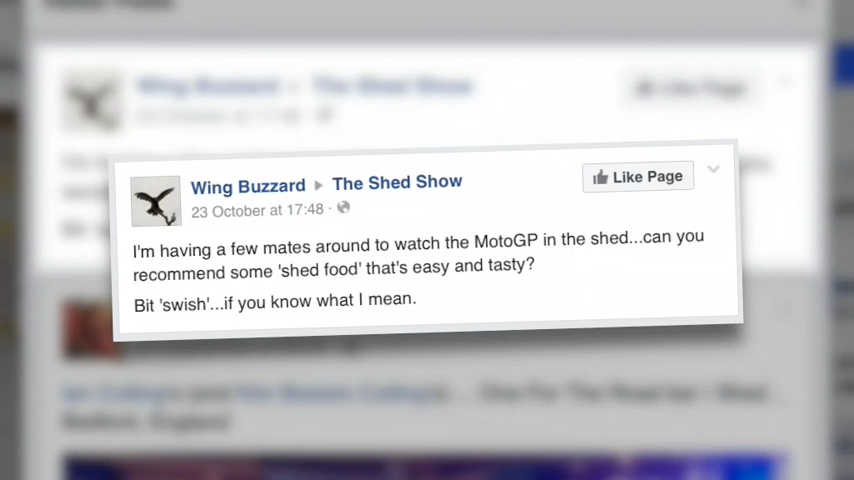 Wing Buzzard ▸ The Shed Show
Like Page
23 October at 17:48 ·
I'm having a few mates around to watch the MotoGP in the shed...can you
recommend some 'shed food' that's easy and tasty?
Bit 'swish'...if you know what I mean.